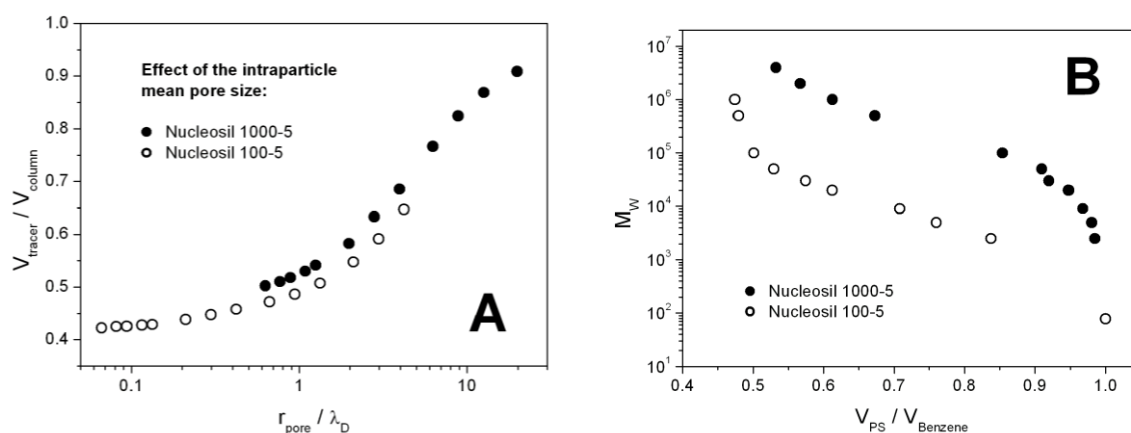 1.0
0.9
0.8
0.7
0.6
0.5
0.4
V_tracer / V_column
Effect of the intraparticle
mean pore size:
Nucleosil 1000-5
Nucleosil 100-5
A
0.1
1
10
r_pore / λ_D
10^7
10^6
10^5
10^4
10^3
10^2
10^1
M_W
B
Nucleosil 1000-5
Nucleosil 100-5
0.4
0.5
0.6
0.7
0.8
0.9
1.0
V_PS / V_Benzene